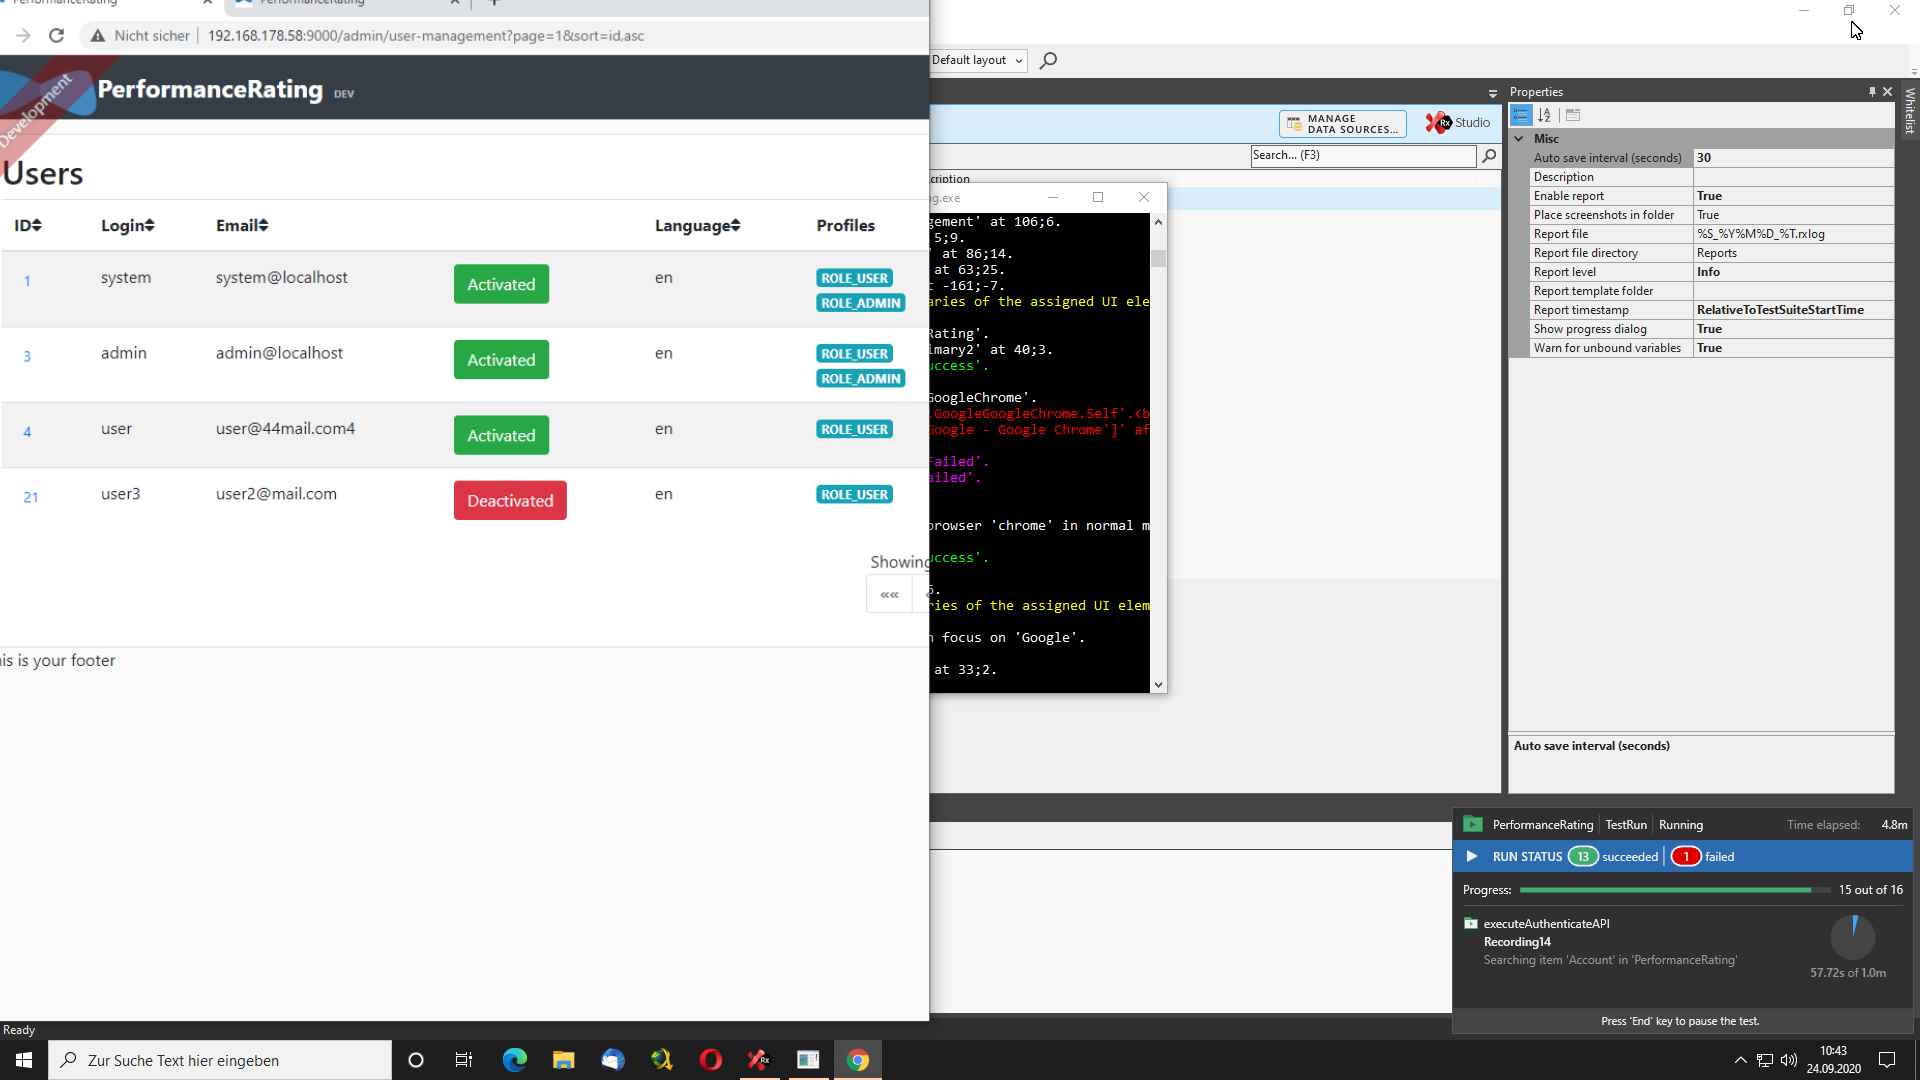 PerformanceRating
PerformanceRating
Nicht sicher
192.168.178.58:9000/admin/user-management?page=1&sort=id,asc
Development
PerformanceRating DEV
Users
ID Login Email Language Profiles
1 system system@localhost Activated en ROLE_USER
ROLE_ADMIN
3 admin admin@localhost Activated en ROLE_USER
ROLE_ADMIN
4 user user@44mail.com4 Activated en ROLE_USER
21 user3 user2@mail.com Deactivated en ROLE_USER
Showing
««
is is your footer
Ready
Default layout
MANAGE
DATA SOURCES...
Rx Studio
Search... (F3)
cription
g.exe
gement' at 106;6.
5;9.
' at 86;14.
at 63;25.
t -161;-7.
aries of the assigned UI ele
Rating'.
imary2' at 40;3.
uccess'.
GoogleChrome'.
.GoogleGoogleChrome.Self'.<b
Google - Google Chrome']' af
Failed'.
ailed'.
browser 'chrome' in normal m
uccess'.
6.
ries of the assigned UI elem
n focus on 'Google'.
at 33;2.
Properties
Whitelist
Misc
Auto save interval (seconds) 30
Description
Enable report True
Place screenshots in folder True
Report file %S_%Y%M%D_%T.rxlog
Report file directory Reports
Report level Info
Report template folder
Report timestamp RelativeToTestSuiteStartTime
Show progress dialog True
Warn for unbound variables True
Auto save interval (seconds)
PerformanceRating TestRun Running Time elapsed: 4.8m
RUN STATUS 13 succeeded 1 failed
Progress: 15 out of 16
executeAuthenticateAPI
Recording14
Searching item 'Account' in 'PerformanceRating'
57.72s of 1.0m
Press 'End' key to pause the test.
Zur Suche Text hier eingeben
10:43
24.09.2020